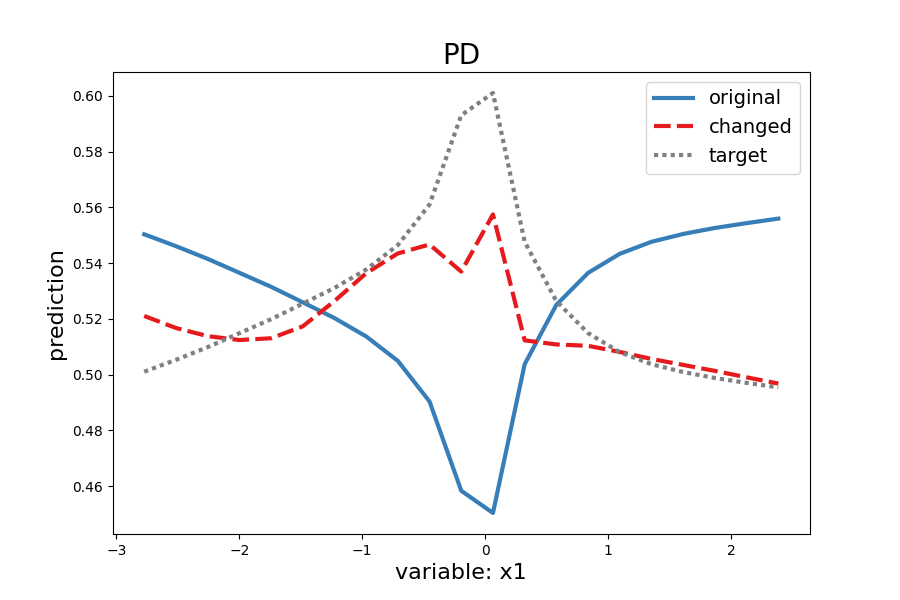 PD
original
changed
target
prediction
0.60
0.58
0.56
0.54
0.52
0.50
0.48
0.46
−3
−2
−1
0
1
2
variable: x1